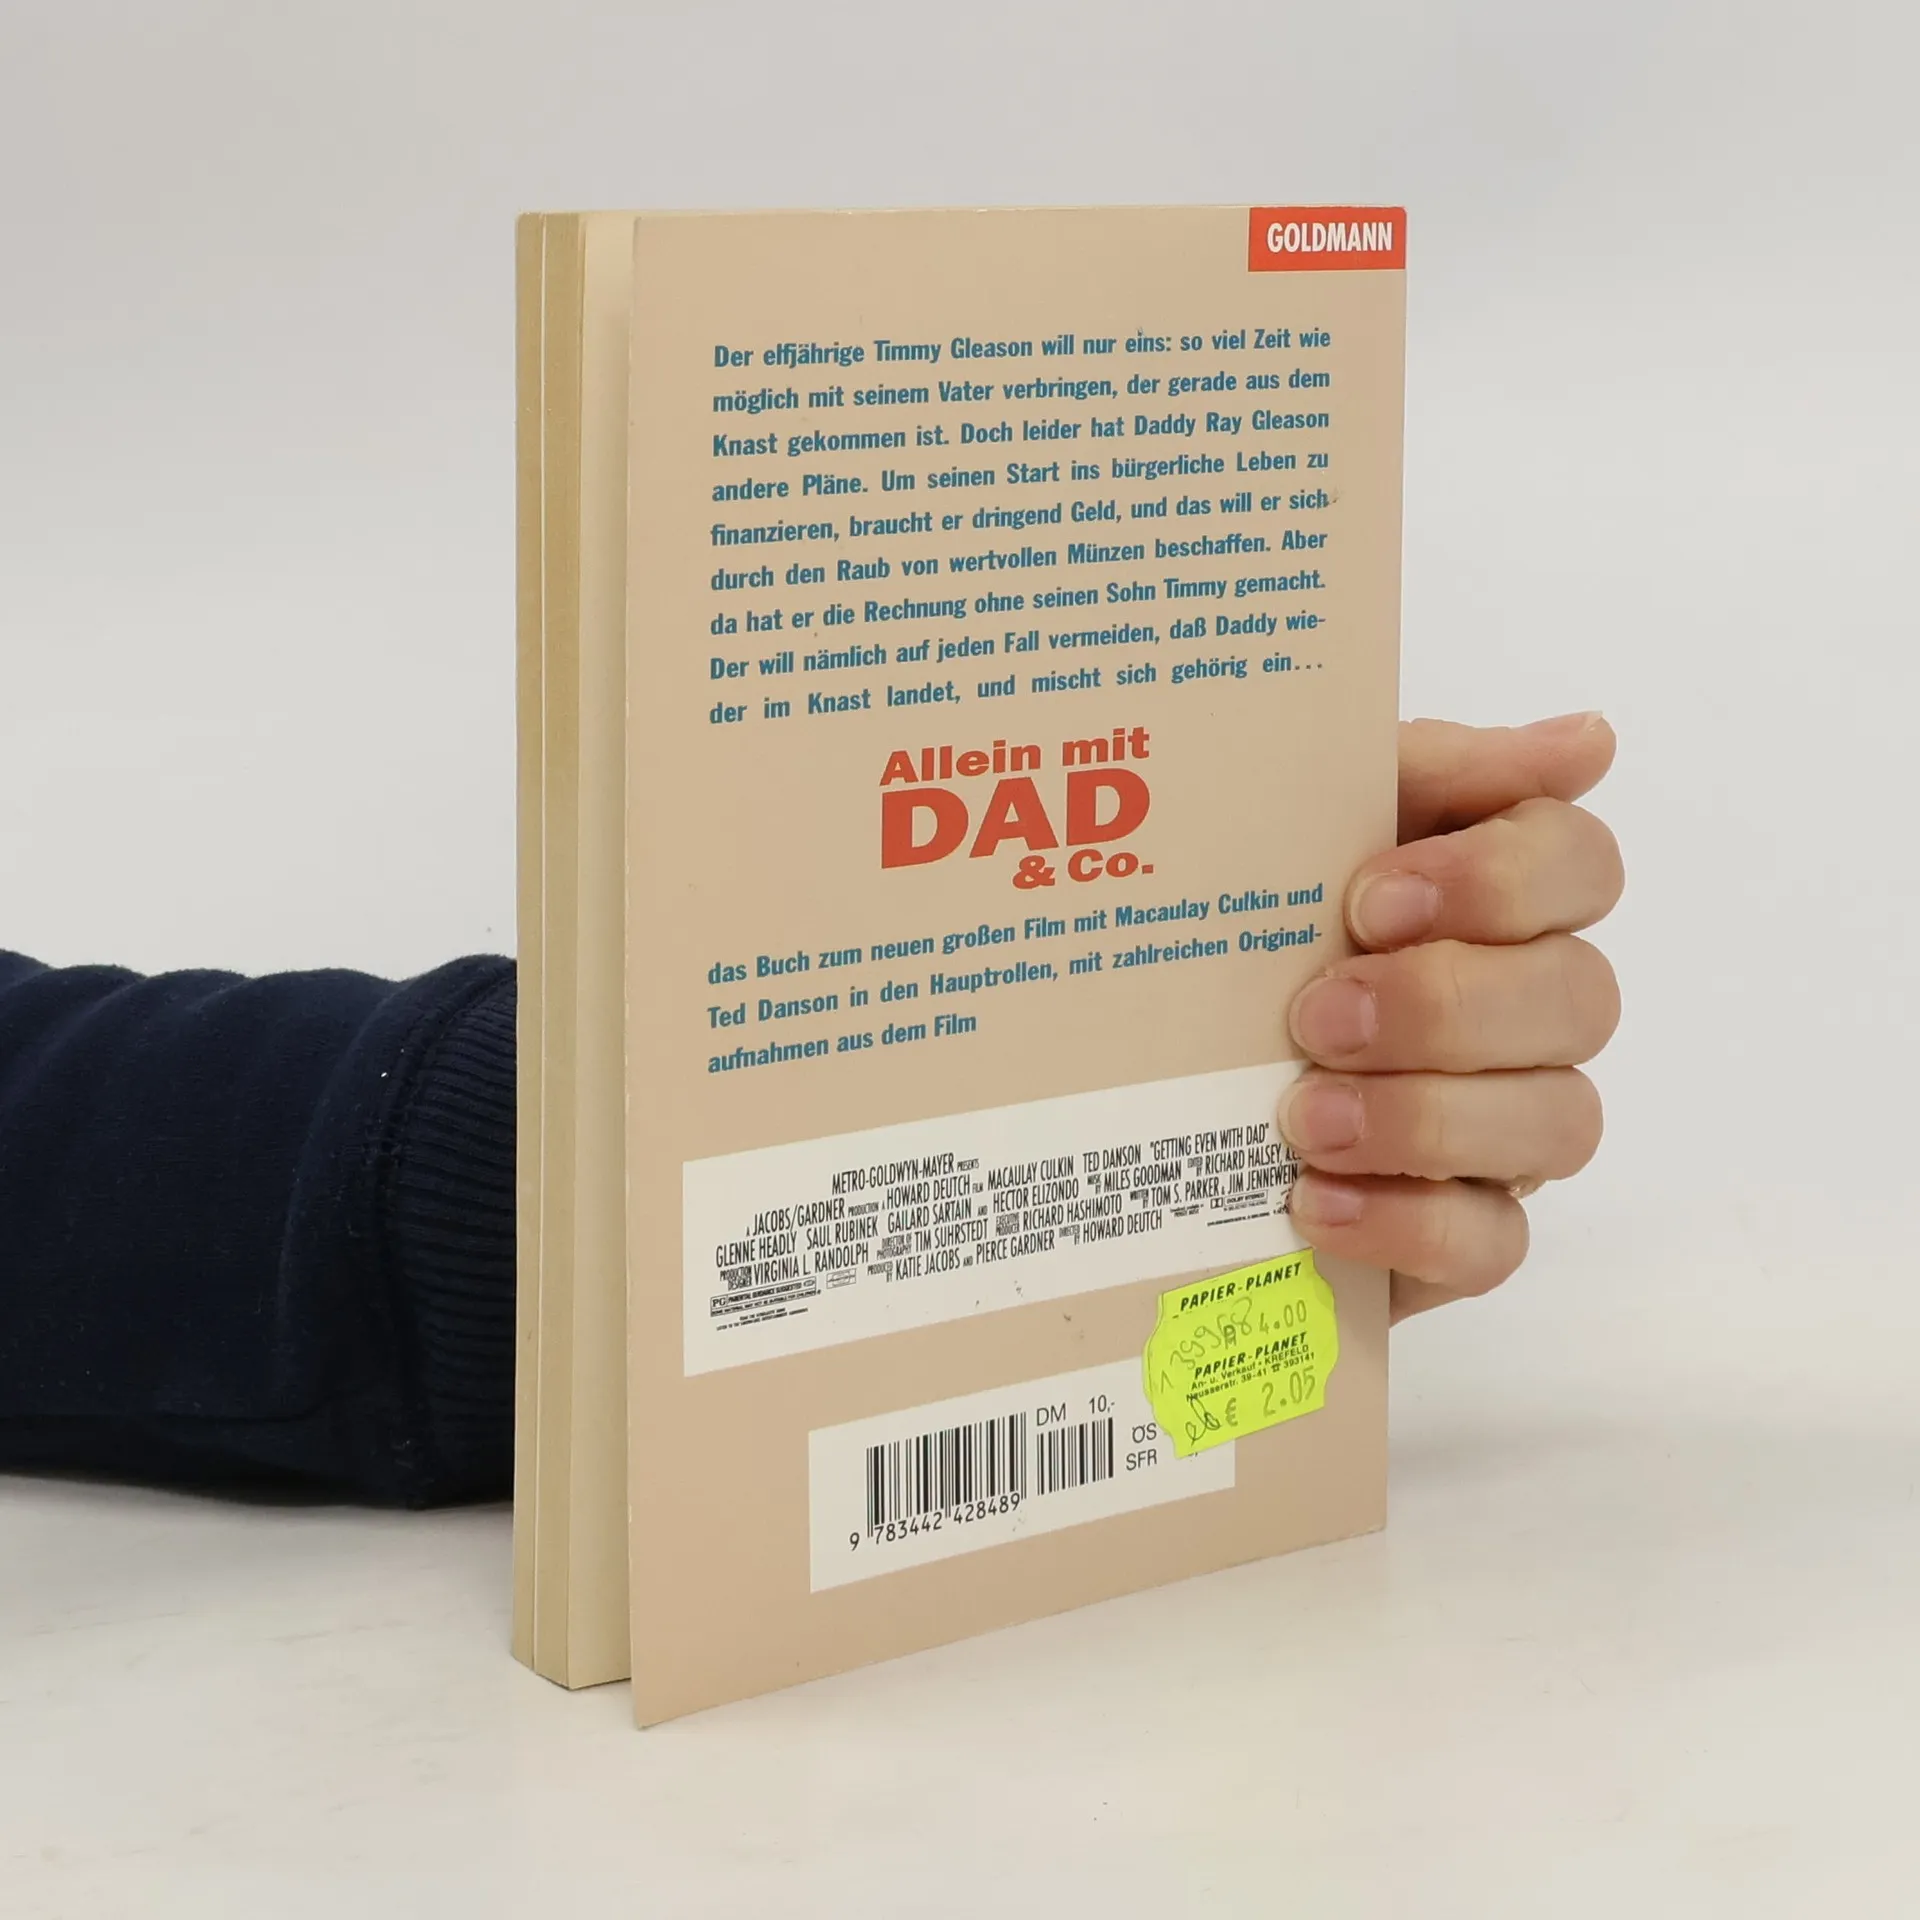 GOLDMANN
Der elfjährige Timmy Gleason will nur eins: so viel Zeit wie
möglich mit seinem Vater verbringen, der gerade aus dem
Knast gekommen ist. Doch leider hat Daddy Ray Gleason
andere Pläne. Um seinen Start ins bürgerliche Leben zu
finanzieren, braucht er dringend Geld, und das will er sich
durch den Raub von wertvollen Münzen beschaffen. Aber
da hat er die Rechnung ohne seinen Sohn Timmy gemacht.
Der will nämlich auf jeden Fall vermeiden, daß Daddy wie-
der im Knast landet, und mischt sich gehörig ein...
Allein mit
DAD
& Co.
das Buch zum neuen großen Film mit Macaulay Culkin und
Ted Danson in den Hauptrollen, mit zahlreichen Original-
aufnahmen aus dem Film
METRO-GOLDWYN-MAYER PRESENTS
A JACOBS/GARDNER PRODUCTION A HOWARD DEUTCH FILM MACAULAY CULKIN TED DANSON "GETTING EVEN WITH DAD"
GLENNE HEADLY SAUL RUBINEK GAILARD SARTAIN AND HECTOR ELIZONDO MUSIC BY MILES GOODMAN EDITED BY RICHARD HALSEY,
PRODUCTION DESIGNER VIRGINIA L. RANDOLPH DIRECTOR OF PHOTOGRAPHY TIM SUHRSTEDT EXECUTIVE PRODUCER RICHARD HASHIMOTO WRITTEN BY TOM S. PARKER & JIM JENNEWEIN
PRODUCED BY KATIE JACOBS AND PIERCE GARDNER DIRECTED BY HOWARD DEUTCH
PG PARENTAL GUIDANCE SUGGESTED
DOLBY STEREO
PAPIER-PLANET
4.00
PAPIER-PLANET
An- u. Verkauf • KREFELD
Neusserstr. 39-41 ☎ 393141
€ 2.05
DM 10,-
ÖS
SFR
9 783442 428489